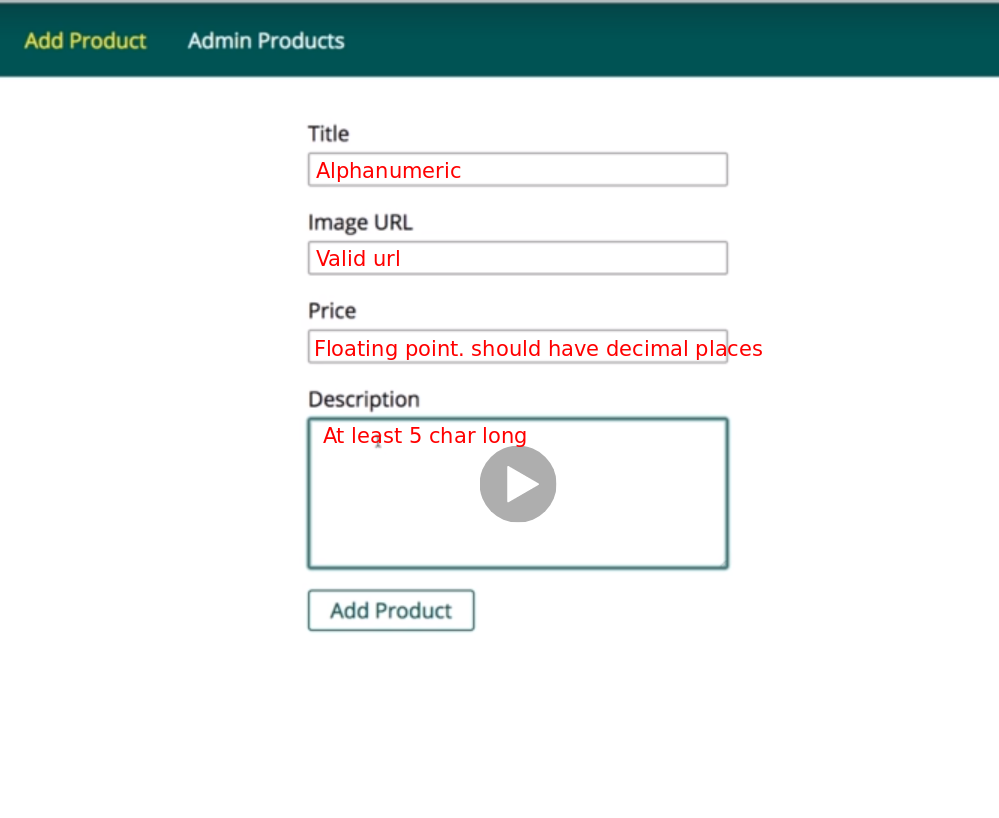 Add Product Admin Products
Title
Alphanumeric
Image URL
Valid url
Price
Floating point. should have decimal places
Description
At least 5 char long
Add Product